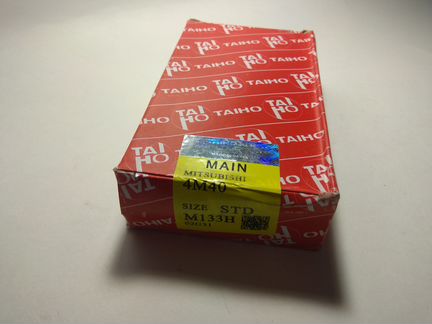 TAIHO
MAIN
MITSUBISHI
4M40
SIZE STD
M133H